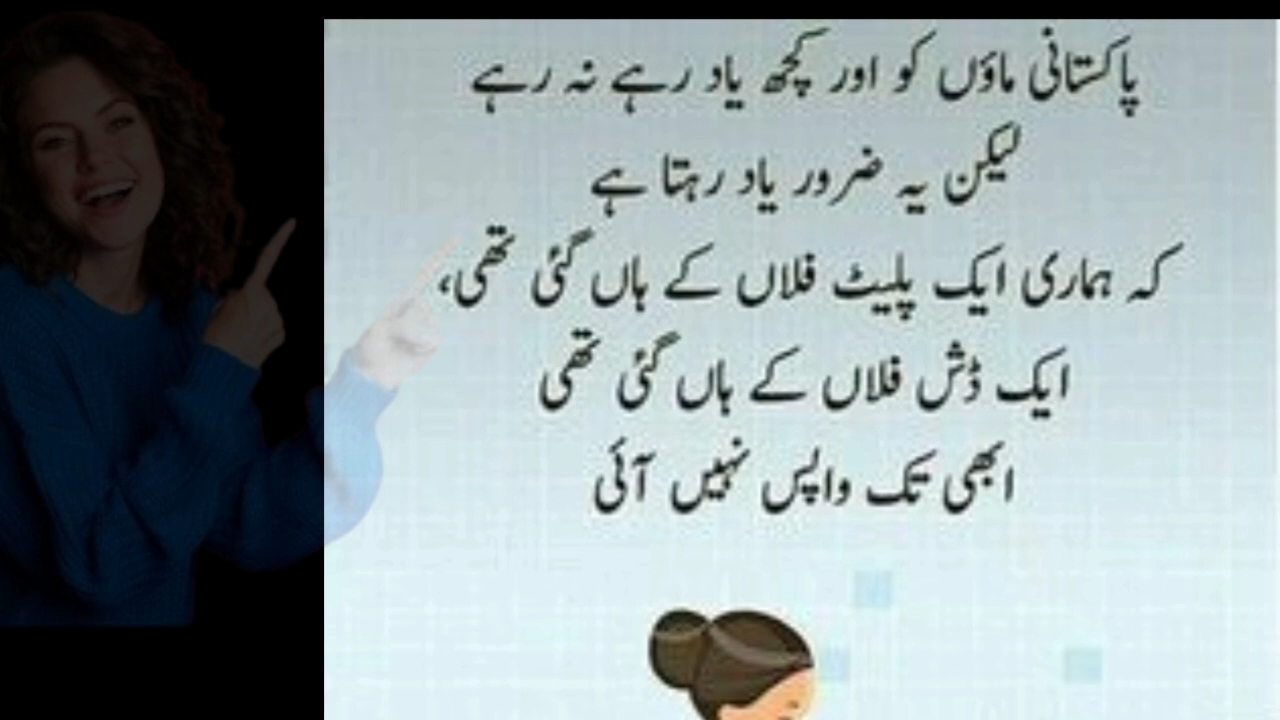 پاکستانی ماؤں کو اور کچھ یاد رہے نہ رہے
لیکن یہ ضرور یاد رہتا ہے
کہ ہماری ایک پلیٹ فلاں کے ہاں گئی تھی،
ایک ڈش فلاں کے ہاں گئی تھی
ابھی تک واپس نہیں آئی